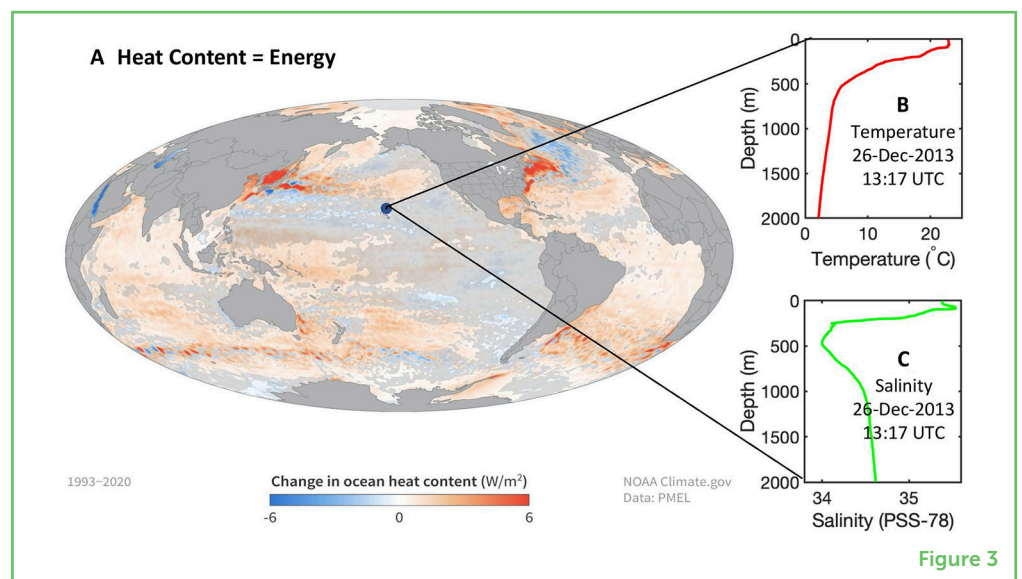 A Heat Content = Energy
1993–2020
Change in ocean heat content (W/m²)
-6 0 6
NOAA Climate.gov
Data: PMEL
0
500
1000
1500
2000
Depth (m)
B
Temperature
26-Dec-2013
13:17 UTC
0 10 20
Temperature (°C)
0
500
1000
1500
2000
Depth (m)
C
Salinity
26-Dec-2013
13:17 UTC
34 35
Salinity (PSS-78)
Figure 3